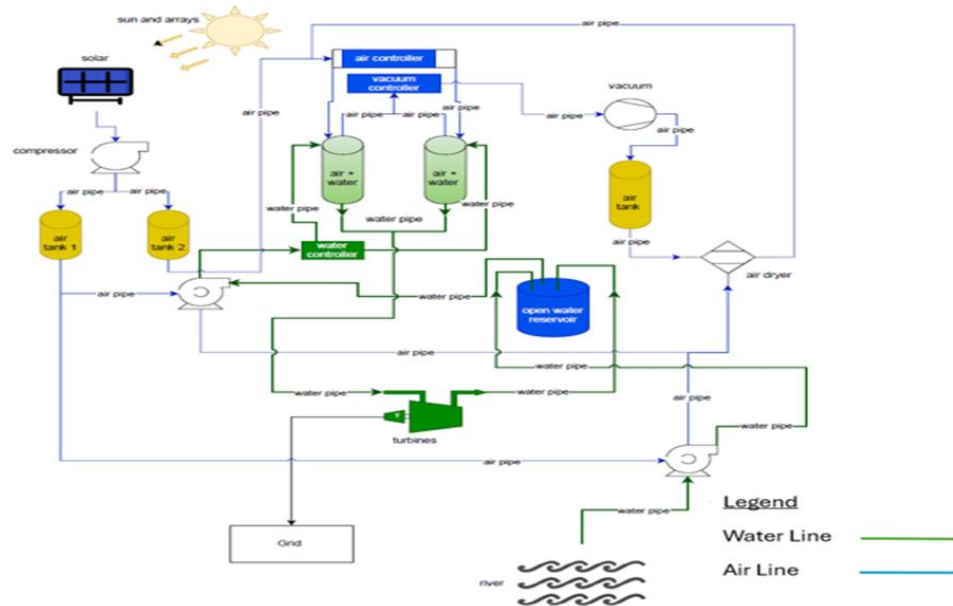 sun and arrays
air pipe
solar
air controller
vacuum controller
vacuum
air pipe
air pipe
air pipe
air pipe
air pipe
air pipe
compressor
air + water
air + water
air pipe
air pipe
air tank
water pipe
water pipe
water pipe
air tank 1
air tank 2
water controller
air pipe
air dryer
air pipe
water pipe
open water reservoir
air pipe
water pipe
water pipe
water pipe
air pipe
turbines
water pipe
air pipe
Grid
water pipe
river
Legend
Water Line
Air Line